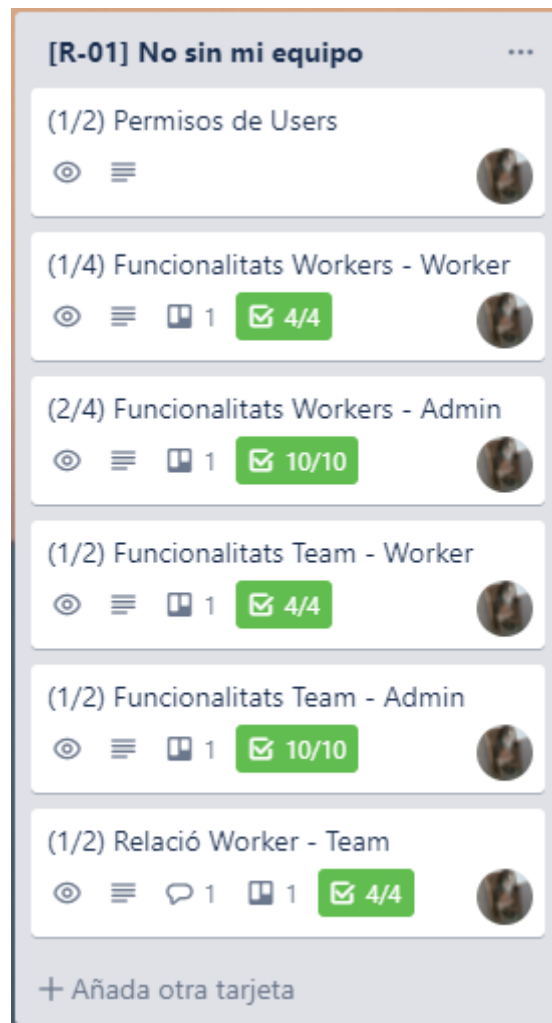 [R-01] No sin mi equipo
(1/2) Permisos de Users
(1/4) Funcionalitats Workers - Worker
1 4/4
(2/4) Funcionalitats Workers - Admin
1 10/10
(1/2) Funcionalitats Team - Worker
1 4/4
(1/2) Funcionalitats Team - Admin
1 10/10
(1/2) Relació Worker - Team
1 1 4/4
+ Añada otra tarjeta